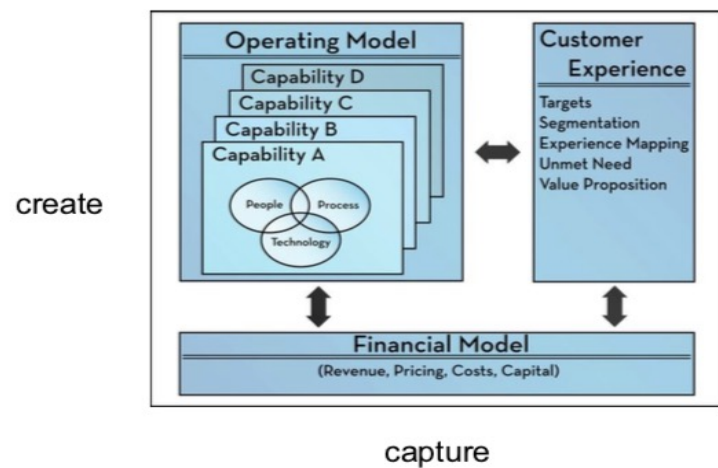 Operating Model
Capability D
Capability C
Capability B
Capability A
People
Process
Technology
Customer
Experience
Targets
Segmentation
Experience Mapping
Unmet Need
Value Proposition
create
Financial Model
(Revenue, Pricing, Costs, Capital)
capture